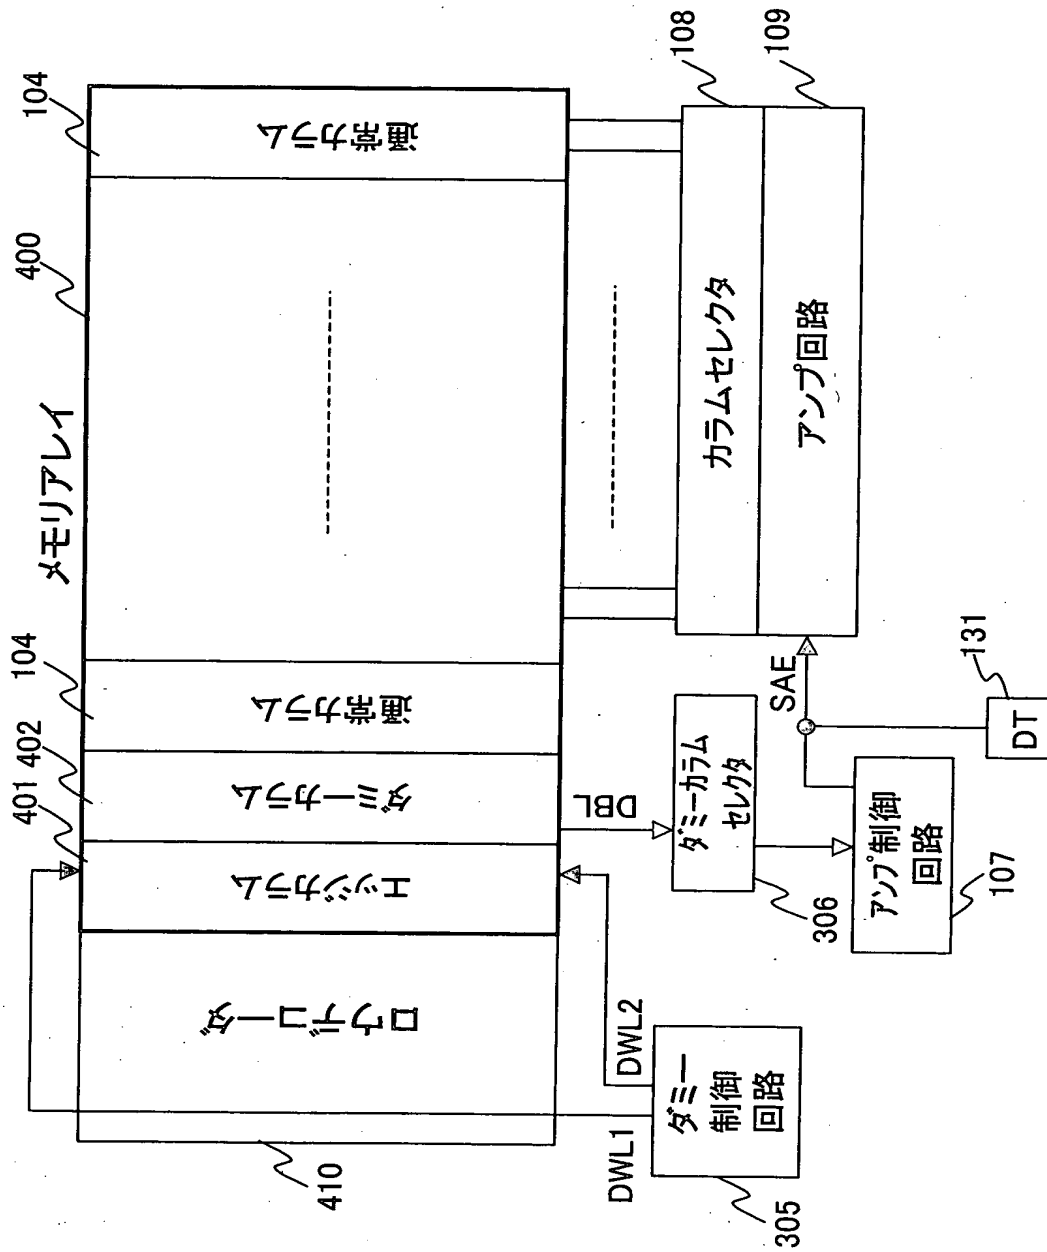 メモリアレイ
400
410
ロウデコーダ
401
エッジカラム
402
ダミーカラム
104
通常カラム
104
通常カラム
DWL1
DWL2
DBL
305
ダミー
制御
回路
306
ダミーカラム
セレクタ
107
アンプ制御
回路
SAE
131
DT
カラムセレクタ
108
アンプ回路
109